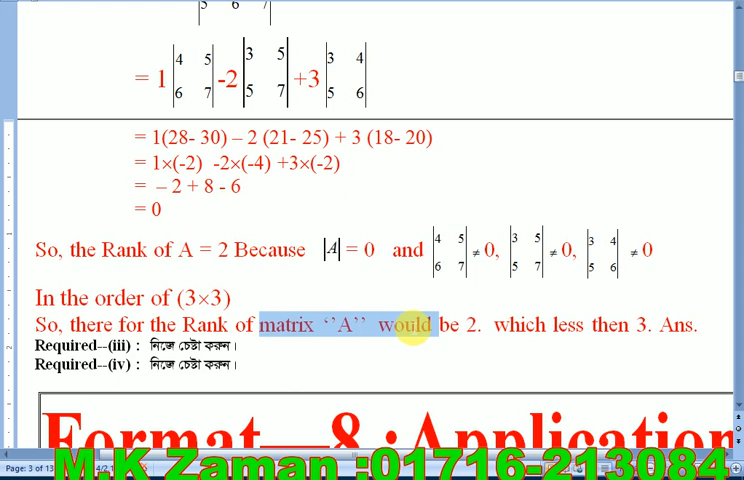 5 6 7
= 1 |4 5| -2 |3 5| +3 |3 4|
|6 7| |5 7| |5 6|
= 1(28- 30) – 2 (21- 25) + 3 (18- 20)
= 1×(-2) -2×(-4) +3×(-2)
= – 2 + 8 - 6
= 0
So, the Rank of A = 2 Because |A| = 0 and |4 5| ≠ 0, |3 5| ≠ 0, |3 4| ≠ 0
|6 7| |5 7| |5 6|
In the order of (3×3)
So, there for the Rank of matrix ‘’A’’ would be 2. which less then 3. Ans.
Required--(iii) : নিজে চেষ্টা করুন।
Required--(iv) : নিজে চেষ্টা করুন।
Format—8 : Application
M.K Zaman :01716-213084
Page: 3 of 13